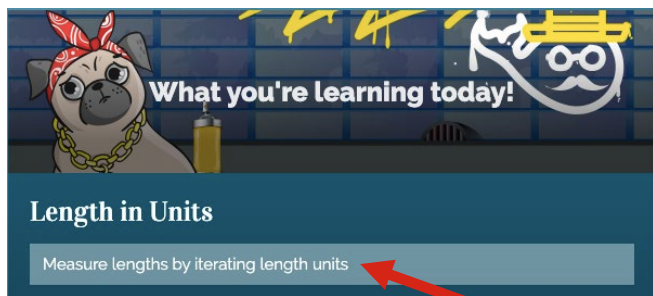 What you're learning today!
Length in Units
Measure lengths by iterating length units